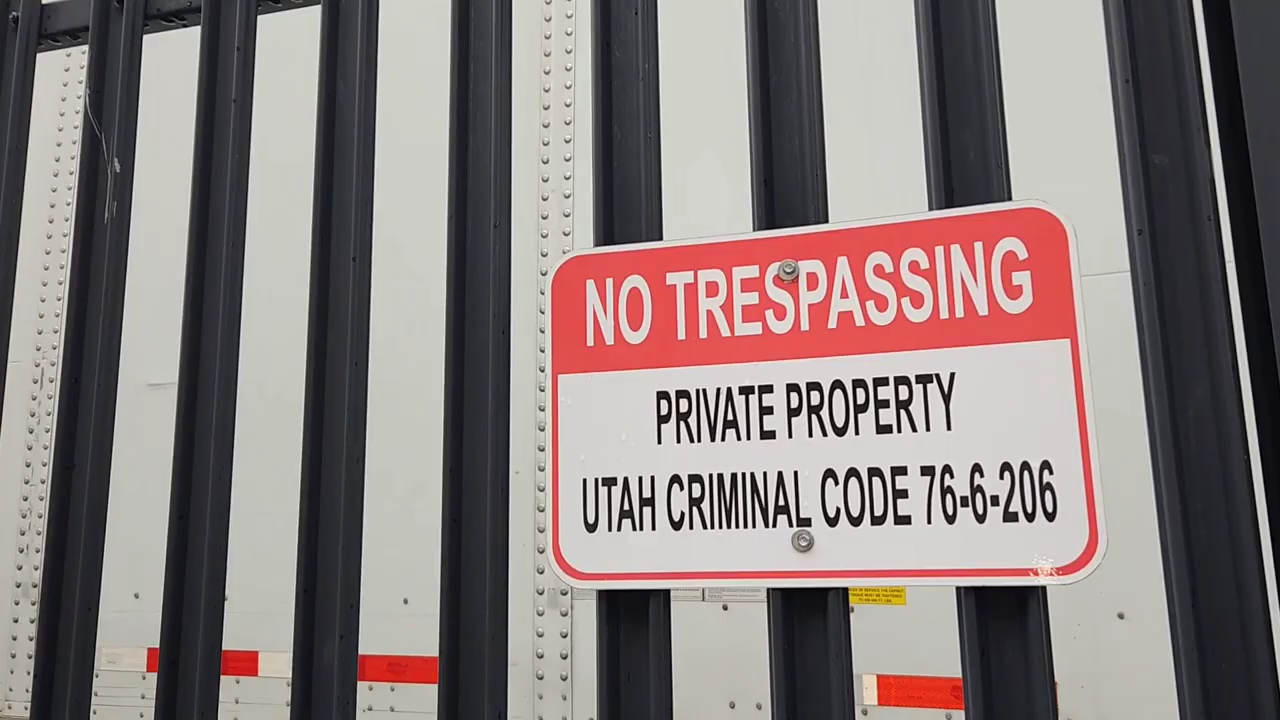 NO TRESPASSING
PRIVATE PROPERTY
UTAH CRIMINAL CODE 76-6-206